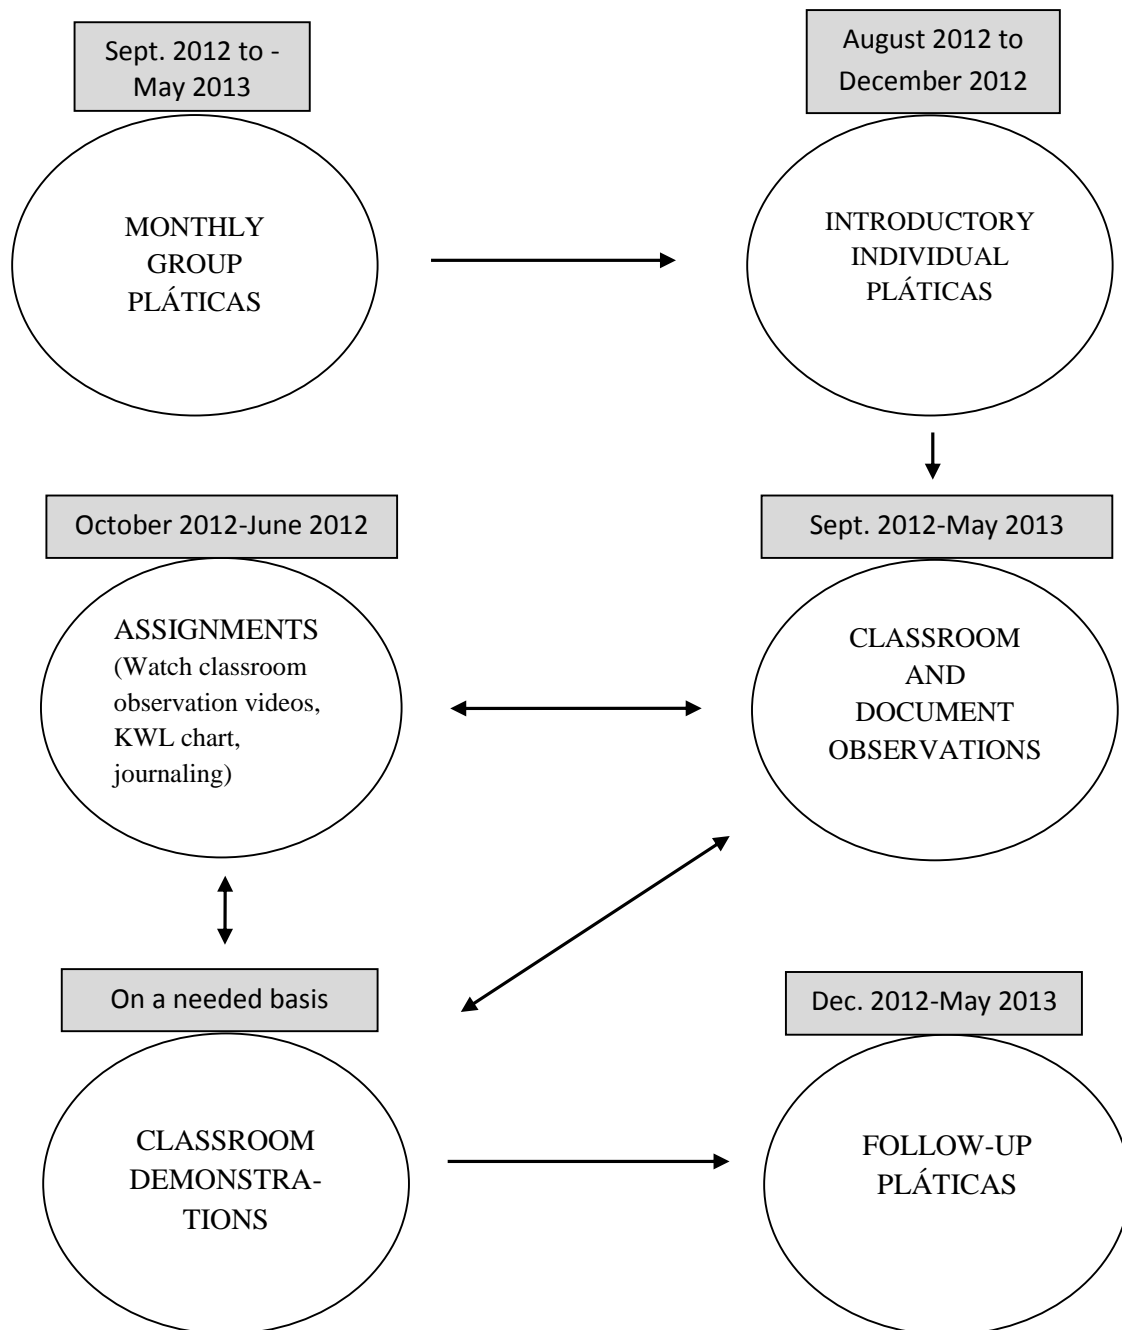 Sept. 2012 to -
May 2013
MONTHLY
GROUP
PLÁTICAS
August 2012 to
December 2012
INTRODUCTORY
INDIVIDUAL
PLÁTICAS
October 2012-June 2012
ASSIGNMENTS
(Watch classroom
observation videos,
KWL chart,
journaling)
Sept. 2012-May 2013
CLASSROOM
AND
DOCUMENT
OBSERVATIONS
On a needed basis
CLASSROOM
DEMONSTRA-
TIONS
Dec. 2012-May 2013
FOLLOW-UP
PLÁTICAS